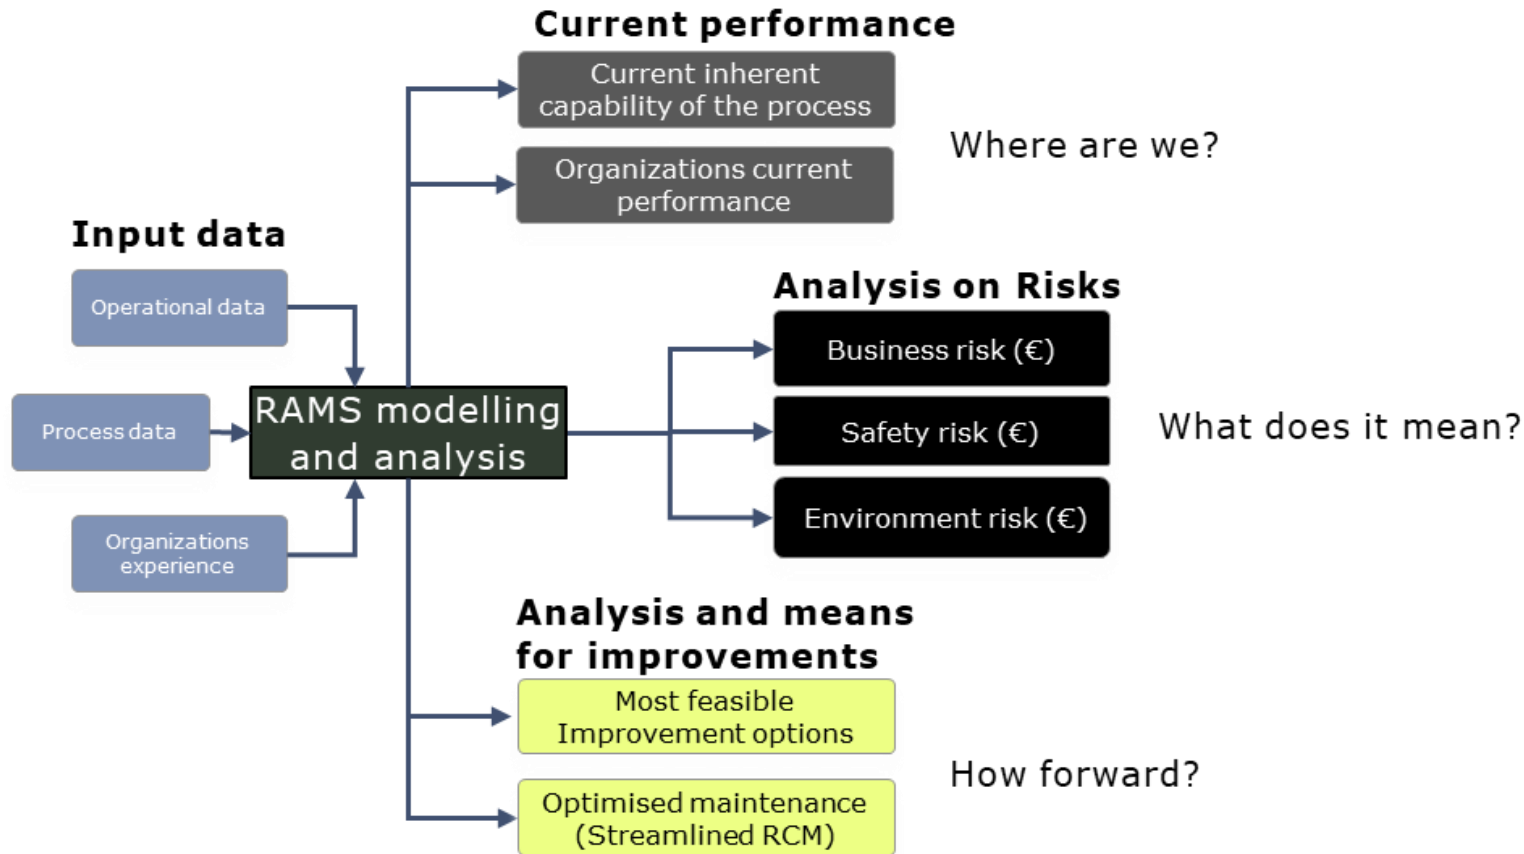 Current performance
Current inherent
capability of the process
Where are we?
Organizations current
performance
Input data
Operational data
Process data
Organizations
experience
RAMS modelling
and analysis
Analysis on Risks
Business risk (€)
Safety risk (€)
What does it mean?
Environment risk (€)
Analysis and means
for improvements
Most feasible
Improvement options
How forward?
Optimised maintenance
(Streamlined RCM)